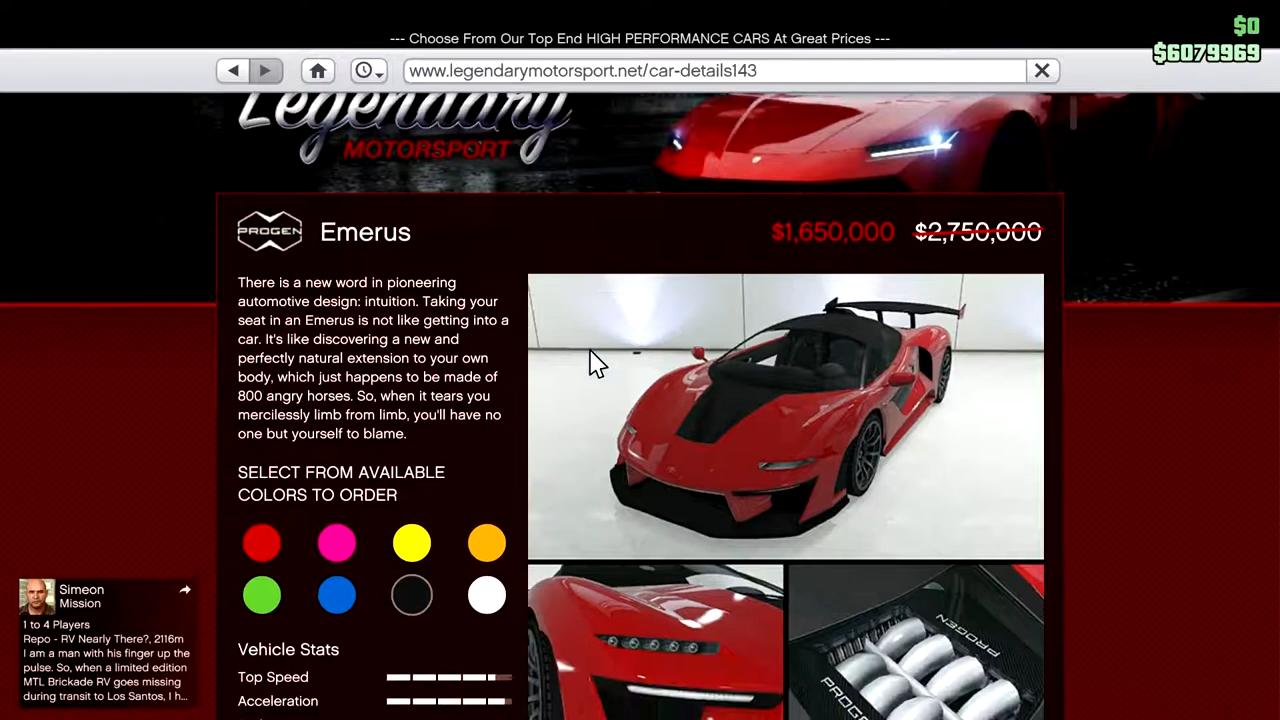 --- Choose From Our Top End HIGH PERFORMANCE CARS At Great Prices ---
$0
$6079969
www.legendarymotorsport.net/car-details143
Legendary
MOTORSPORT
PROGEN
Emerus
$1,650,000
$2,750,000
There is a new word in pioneering
automotive design: intuition. Taking your
seat in an Emerus is not like getting into a
car. It's like discovering a new and
perfectly natural extension to your own
body, which just happens to be made of
800 angry horses. So, when it tears you
mercilessly limb from limb, you'll have no
one but yourself to blame.
SELECT FROM AVAILABLE
COLORS TO ORDER
Vehicle Stats
Top Speed
Acceleration
PROGEN
PROGEN
Simeon
Mission
1 to 4 Players
Repo - RV Nearly There?, 2116m
I am a man with his finger up the
pulse. So, when a limited edition
MTL Brickade RV goes missing
during transit to Los Santos, I h...